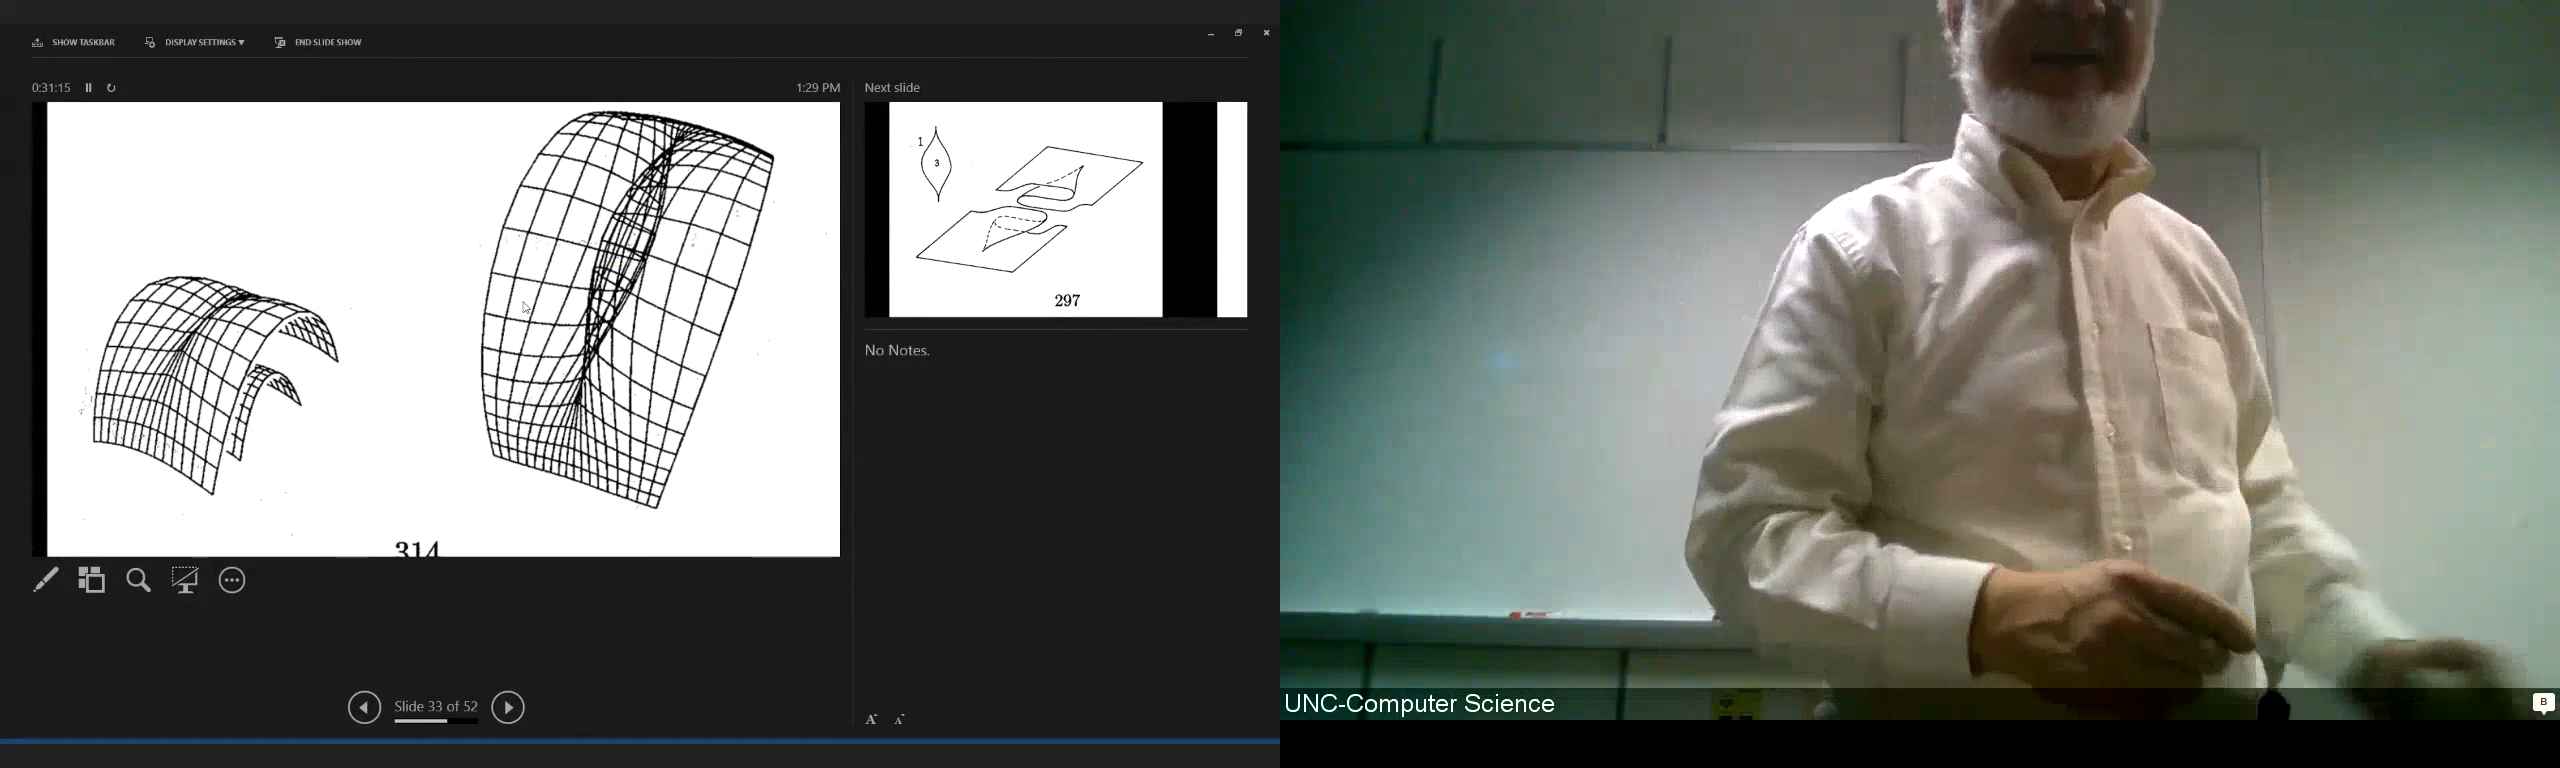 SHOW TASKBAR
DISPLAY SETTINGS ▼
END SLIDE SHOW
0:31:15
1:29 PM
Next slide
314
1
3
297
No Notes.
Slide 33 of 52
A
A
UNC-Computer Science
B